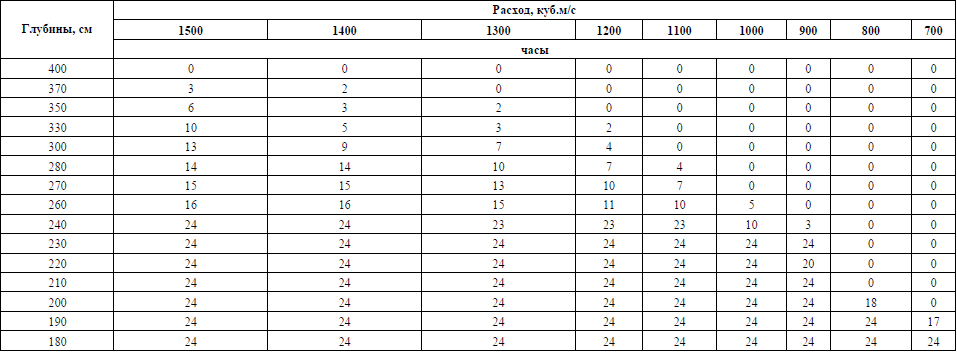 Глубины, см Расход, куб.м/с
1500 1400 1300 1200 1100 1000 900 800 700
часы
400 0 0 0 0 0 0 0 0 0
370 3 2 0 0 0 0 0 0 0
350 6 3 2 0 0 0 0 0 0
330 10 5 3 2 0 0 0 0 0
300 13 9 7 4 0 0 0 0 0
280 14 14 10 7 4 0 0 0 0
270 15 15 13 10 7 0 0 0 0
260 16 16 15 11 10 5 0 0 0
240 24 24 23 23 23 10 3 0 0
230 24 24 24 24 24 24 24 0 0
220 24 24 24 24 24 24 20 0 0
210 24 24 24 24 24 24 24 0 0
200 24 24 24 24 24 24 24 18 0
190 24 24 24 24 24 24 24 24 17
180 24 24 24 24 24 24 24 24 24